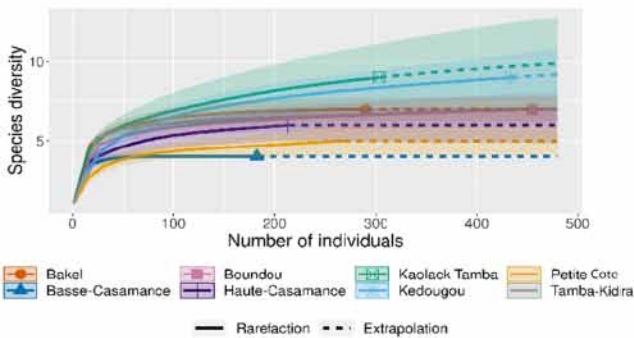 10
5
Species diversity
0 100 200 300 400 500
Number of individuals
Bakel Boundou Kaolack Tamba Petite Cote
Basse-Casamance Haute-Casamance Kedougou Tamba-Kidira
Rarefaction Extrapolation